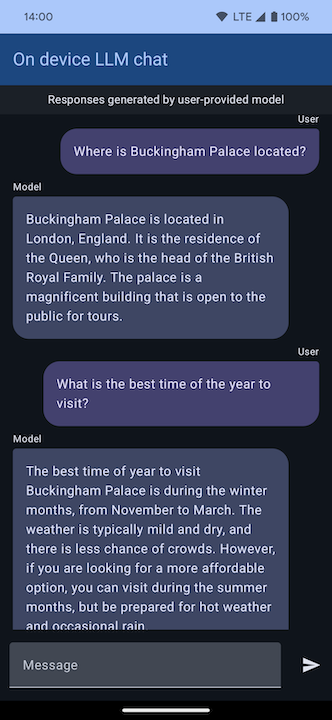 14:00
LTE 100%
On device LLM chat
Responses generated by user-provided model
User
Where is Buckingham Palace located?
Model
Buckingham Palace is located in
London, England. It is the residence of
the Queen, who is the head of the British
Royal Family. The palace is a
magnificent building that is open to the
public for tours.
User
What is the best time of the year to
visit?
Model
The best time of year to visit
Buckingham Palace is during the winter
months, from November to March. The
weather is typically mild and dry, and
there is less chance of crowds. However,
if you are looking for a more affordable
option, you can visit during the summer
months, but be prepared for hot weather
and occasional rain.
Message